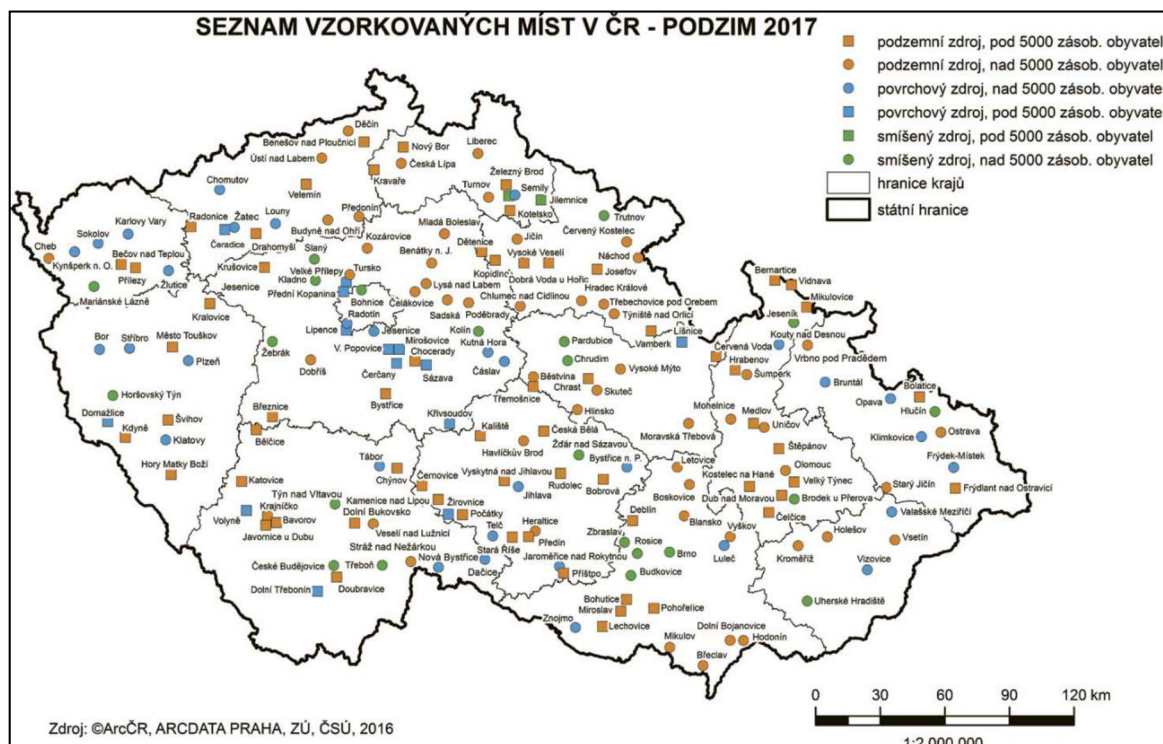 SEZNAM VZORKOVANÝCH MÍST V ČR - PODZIM 2017
podzemní zdroj, pod 5000 zásob. obyvatel
podzemní zdroj, nad 5000 zásob. obyvatel
povrchový zdroj, nad 5000 zásob. obyvate
povrchový zdroj, pod 5000 zásob. obyvate
smíšený zdroj, pod 5000 zásob. obyvatel
smíšený zdroj, nad 5000 zásob. obyvatel
hranice krajů
státní hranice
Děčín
Benešov nad Ploučnicí
Nový Bor
Liberec
Ústí nad Labem
Česká Lípa
Chomutov
Velemín
Kravaře
Železný Brod
Turnov
Semily
Jilemnice
Kotelsko
Trutnov
Karlovy Vary
Radonice
Žatec
Louny
Předonín
Mladá Boleslav
Červený Kostelec
Sokolov
Čeradice
Budyně nad Ohří
Jičín
Cheb
Drahomyšl
Slaný
Kozárovice
Dětenice
Vysoké Veselí
Náchod
Kynšperk n. O.
Bečov nad Teplou
Krušovice
Velké Přílepy
Tursko
Benátky n. J.
Kopidlno
Dobrá Voda u Hořic
Josefov
Přílezy
Žlutice
Jesenice
Kladno
Lysá nad Labem
Hradec Králové
Mariánské Lázně
Přední Kopanina
Bohnice
Čelákovice
Chlumec nad Cidlinou
Třebechovice pod Orebem
Kralovice
Radotín
Sadská
Poděbrady
Týniště nad Orlicí
Bernartice
Vidnava
Mikulovice
Bor
Stříbro
Město Touškov
Lipence
Jesenice
Mirošovice
Kolín
Pardubice
Vamberk
Lišnice
Jeseník
Plzeň
Žebrák
V. Popovice
Chocerady
Kutná Hora
Chrudim
Červená Voda
Kouty nad Desnou
Dobříš
Čerčany
Sázava
Čáslav
Vysoké Mýto
Hrabenov
Šumperk
Vrbno pod Pradědem
Horšovský Týn
Bystřice
Běstvina
Chrast
Skuteč
Bruntál
Bolatice
Domažlice
Švihov
Březnice
Třemošnice
Hlinsko
Mohelnice
Medlov
Opava
Hlučín
Kdyně
Klatovy
Bělčice
Křivsoudov
Kaliště
Česká Bělá
Moravská Třebová
Uničov
Klimkovice
Ostrava
Hory Matky Boží
Tábor
Havlíčkův Brod
Žďár nad Sázavou
Štěpánov
Katovice
Chýnov
Černovice
Vyskytná nad Jihlavou
Bystřice n. P.
Letovice
Kostelec na Hané
Olomouc
Frýdek-Místek
Týn nad Vltavou
Kamenice nad Lipou
Žirovnice
Jihlava
Rudolec
Bobrová
Boskovice
Velký Týnec
Starý Jičín
Frýdlant nad Ostravicí
Volyně
Krajníčko
Bavorov
Dolní Bukovsko
Počátky
Dub nad Moravou
Brodek u Přerova
Valašské Meziříčí
Javornice u Dubu
Veselí nad Lužnicí
Telč
Heraltice
Deblín
Blansko
Čelčice
Holešov
Předín
Zbraslav
Vyškov
Vsetín
Stráž nad Nežárkou
Nová Bystřice
Stará Říše
Jaroměřice nad Rokytnou
Rosice
Brno
Luleč
Kroměříž
Vizovice
České Budějovice
Třeboň
Dačice
Příštpo
Budkovice
Dolní Třebonín
Doubravice
Uherské Hradiště
Bohutice
Miroslav
Pohořelice
Znojmo
Lechovice
Dolní Bojanovice
Mikulov
Hodonín
Břeclav
0 30 60 90 120 km
Zdroj: ©ArcČR, ARCDATA PRAHA, ZÚ, ČSÚ, 2016
1:2 000 000